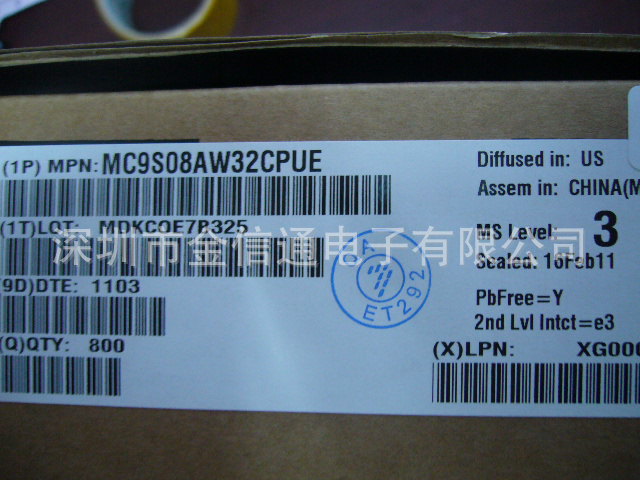 (1P) MPN: MC9S08AW32CPUE
(1T)LOT: MDKCOE7B325
(9D)DTE: 1103
(Q)QTY: 800
Diffused in: US
Assem in: CHINA(M
MS Level: 3
Sealed: 16Feb11
PbFree=Y
2nd Lvl Intct=e3
(X)LPN: XG000
QA
ET292
深圳市金信通电子有限公司